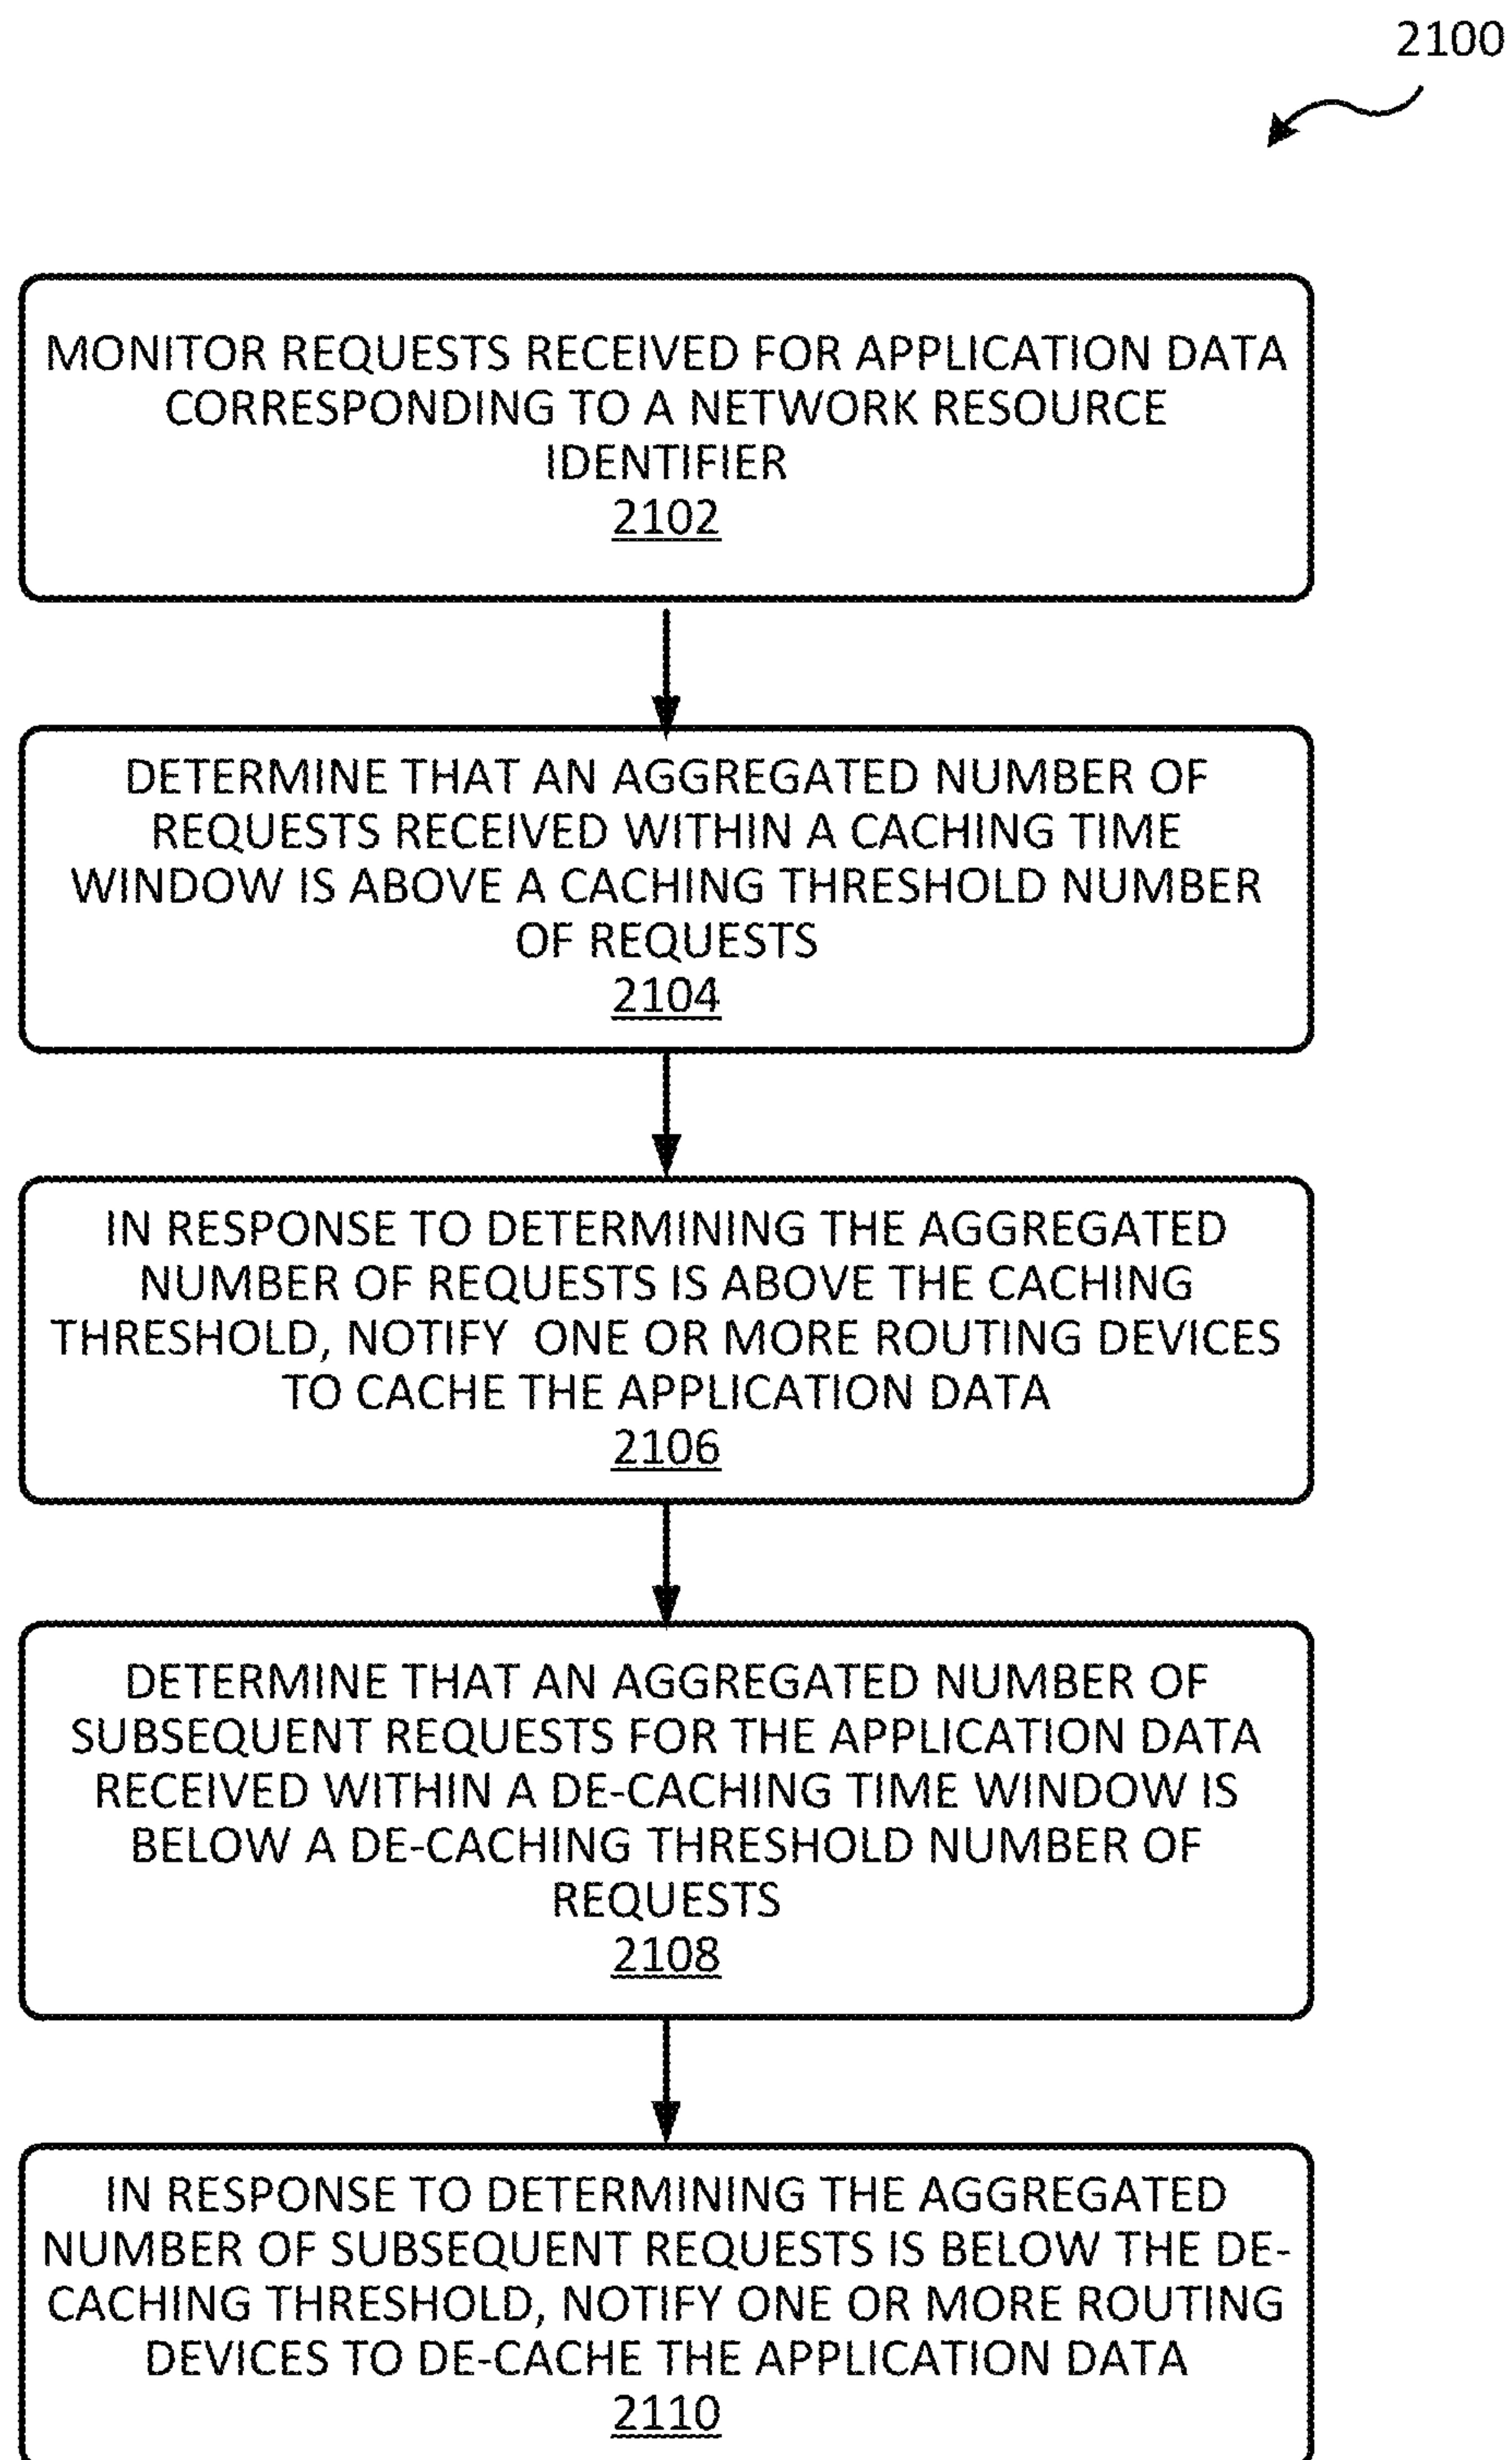 2100
MONITOR REQUESTS RECEIVED FOR APPLICATION DATA
CORRESPONDING TO A NETWORK RESOURCE
IDENTIFIER
2102
DETERMINE THAT AN AGGREGATED NUMBER OF
REQUESTS RECEIVED WITHIN A CACHING TIME
WINDOW IS ABOVE A CACHING THRESHOLD NUMBER
OF REQUESTS
2104
IN RESPONSE TO DETERMINING THE AGGREGATED
NUMBER OF REQUESTS IS ABOVE THE CACHING
THRESHOLD, NOTIFY ONE OR MORE ROUTING DEVICES
TO CACHE THE APPLICATION DATA
2106
DETERMINE THAT AN AGGREGATED NUMBER OF
SUBSEQUENT REQUESTS FOR THE APPLICATION DATA
RECEIVED WITHIN A DE-CACHING TIME WINDOW IS
BELOW A DE-CACHING THRESHOLD NUMBER OF
REQUESTS
2108
IN RESPONSE TO DETERMINING THE AGGREGATED
NUMBER OF SUBSEQUENT REQUESTS IS BELOW THE DE-
CACHING THRESHOLD, NOTIFY ONE OR MORE ROUTING
DEVICES TO DE-CACHE THE APPLICATION DATA
2110